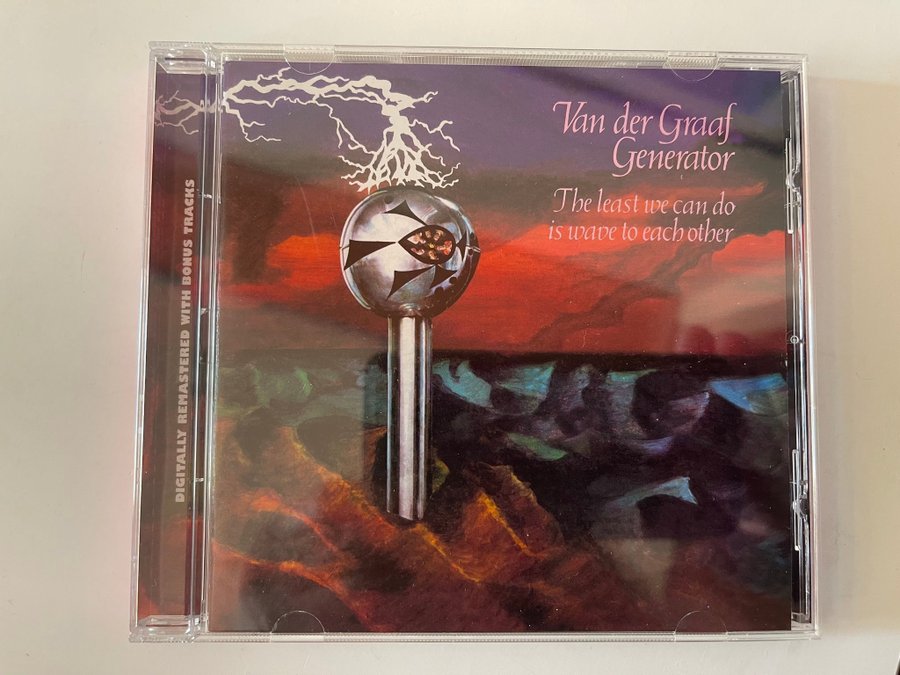 DIGITALLY REMASTERED WITH BONUS TRACKS
Van der Graaf
Generator
The least we can do
is wave to each other